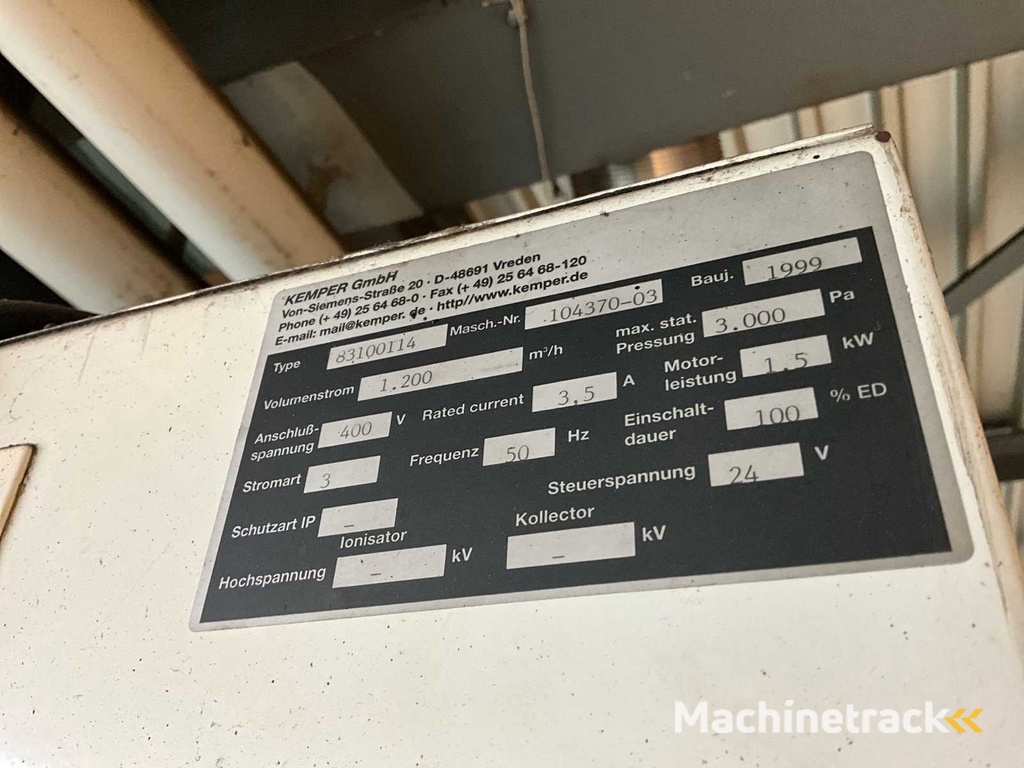 KEMPER GmbH
Von-Siemens-Straße 20 · D-48691 Vreden
Phone (+ 49) 25 64 68-0 · Fax (+ 49) 25 64 68-120
E-mail: mail@kemper. de · http//www.kemper.de
Type 83100114 Masch.-Nr. .104370-03 Bauj. 1999
Volumenstrom 1.200 m³/h max. stat. Pressung 3.000 Pa
Anschluß-spannung 400 V Rated current 3,5 A Motor-leistung 1.5 kW
Stromart 3 Frequenz 50 Hz Einschalt-dauer 100 % ED
Schutzart IP – Steuerspannung 24 V
Ionisator Kollector
Hochspannung – kV – kV
Machinetrack